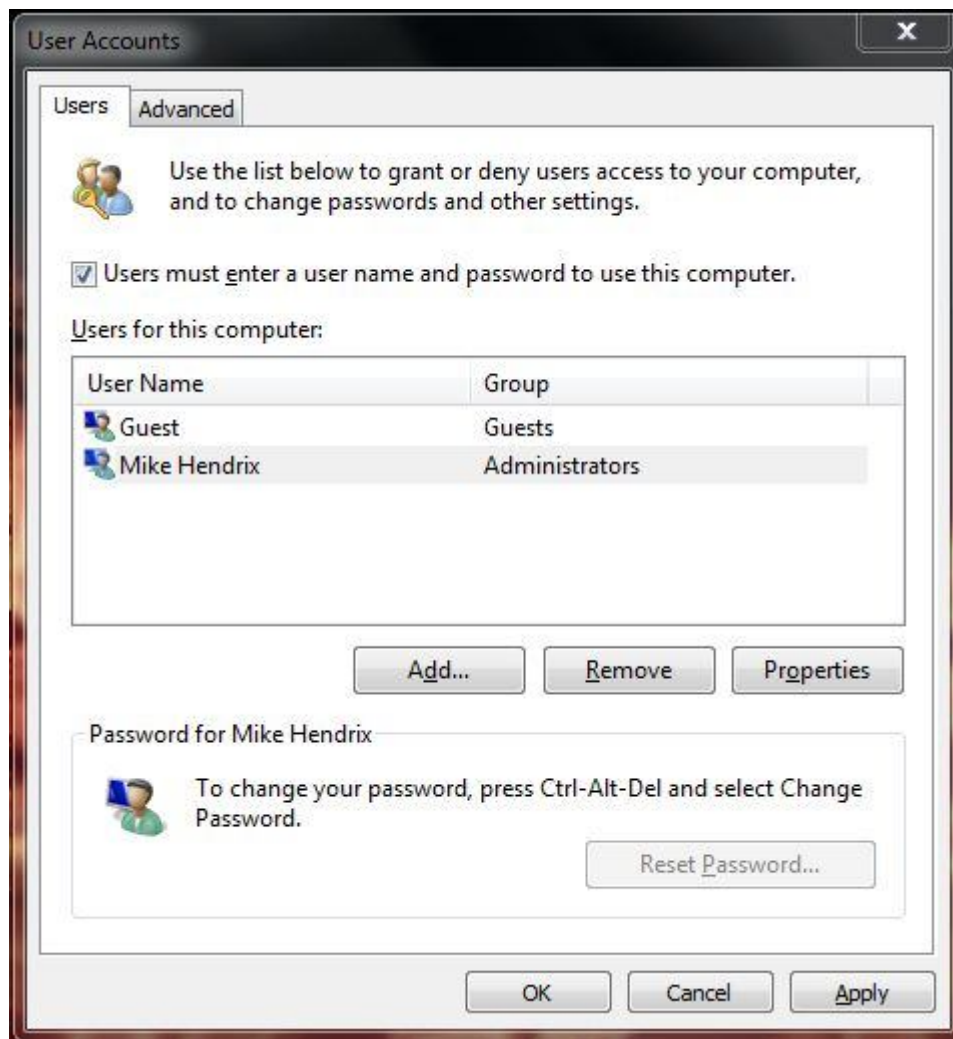 User Accounts
Users
Advanced
Use the list below to grant or deny users access to your computer,
and to change passwords and other settings.
Users must enter a user name and password to use this computer.
Users for this computer:
User Name Group
Guest Guests
Mike Hendrix Administrators
Add... Remove Properties
Password for Mike Hendrix
To change your password, press Ctrl-Alt-Del and select Change
Password.
Reset Password...
OK Cancel Apply